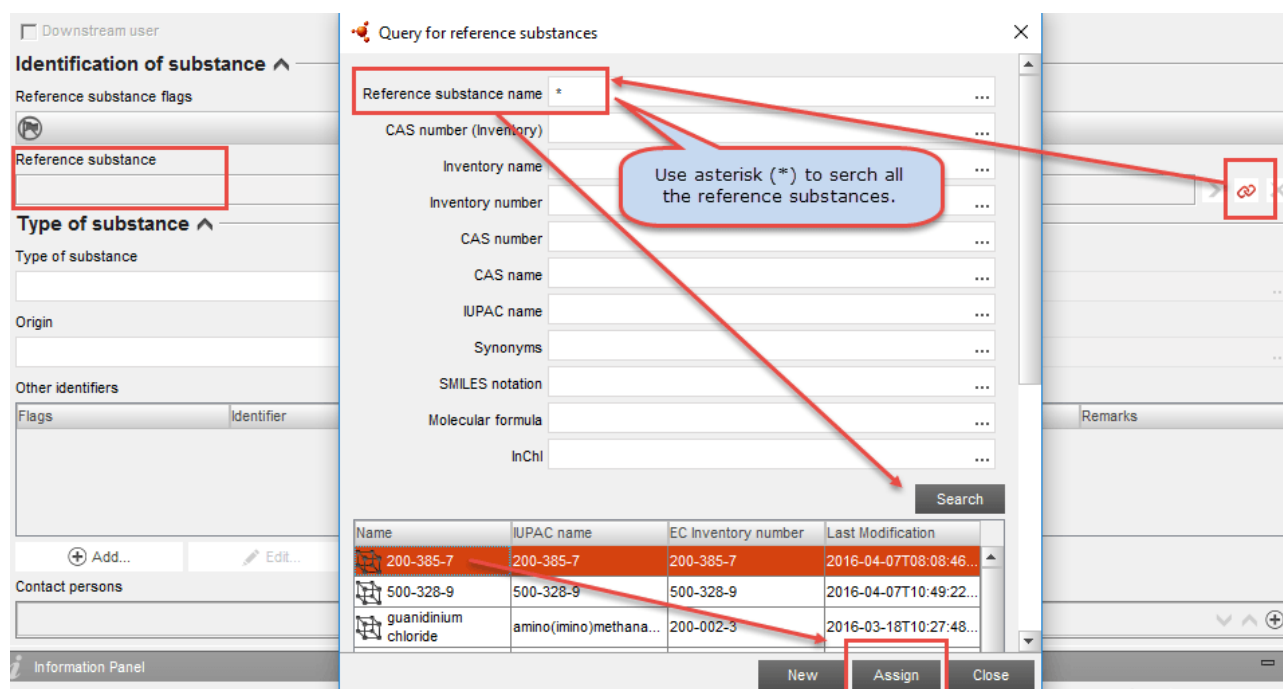 Downstream user
Identification of substance
Reference substance flags
Reference substance
Type of substance
Type of substance
Origin
Other identifiers
Flags Identifier Remarks
Add... Edit...
Contact persons
i Information Panel
Query for reference substances
Reference substance name * ...
CAS number (Inventory) ...
Inventory name ...
Inventory number ...
CAS number ...
CAS name ...
IUPAC name ...
Synonyms ...
SMILES notation ...
Molecular formula ...
InChI ...
Use asterisk (*) to serch all
the reference substances.
Search
Name IUPAC name EC Inventory number Last Modification
200-385-7 200-385-7 200-385-7 2016-04-07T08:08:46...
500-328-9 500-328-9 500-328-9 2016-04-07T10:49:22...
guanidinium
chloride amino(imino)methana... 200-002-3 2016-03-18T10:27:48...
New Assign Close